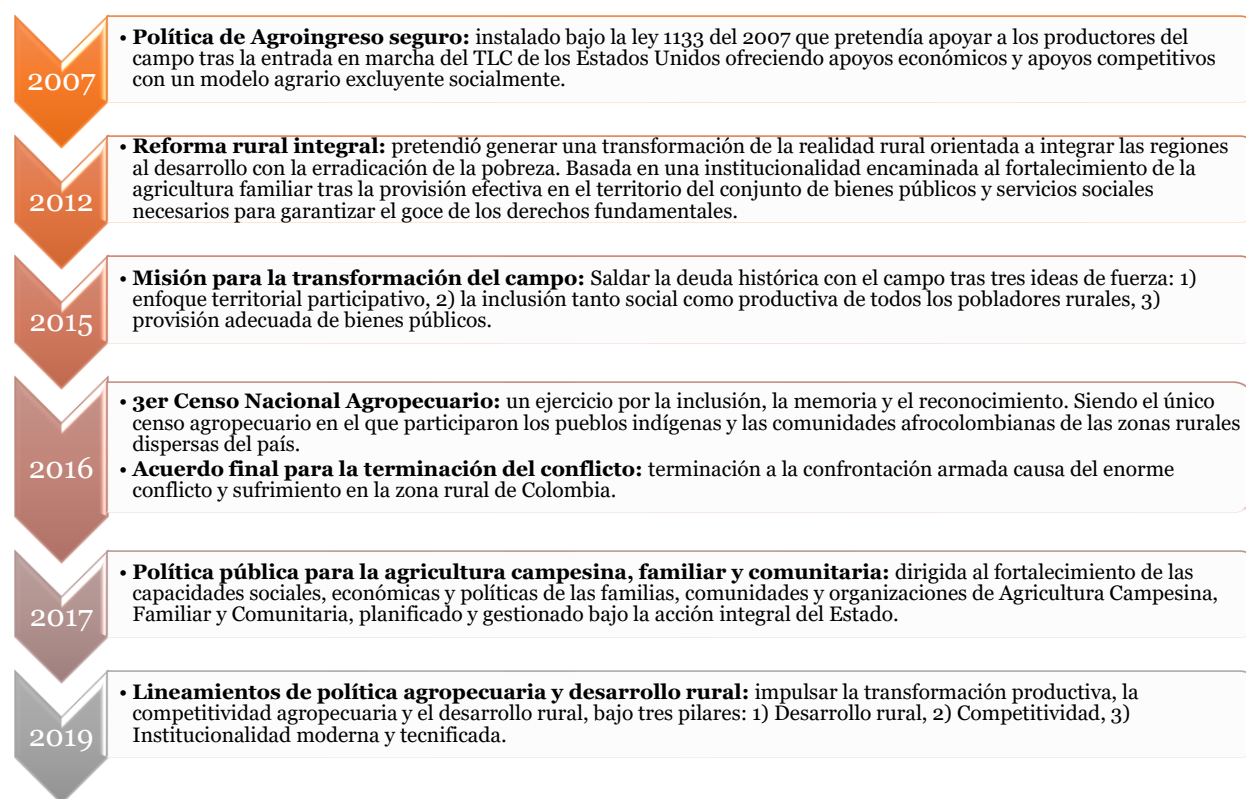 2007
• Política de Agroingreso seguro: instalado bajo la ley 1133 del 2007 que pretendía apoyar a los productores del
campo tras la entrada en marcha del TLC de los Estados Unidos ofreciendo apoyos económicos y apoyos competitivos
con un modelo agrario excluyente socialmente.
2012
• Reforma rural integral: pretendió generar una transformación de la realidad rural orientada a integrar las regiones
al desarrollo con la erradicación de la pobreza. Basada en una institucionalidad encaminada al fortalecimiento de la
agricultura familiar tras la provisión efectiva en el territorio del conjunto de bienes públicos y servicios sociales
necesarios para garantizar el goce de los derechos fundamentales.
2015
• Misión para la transformación del campo: Saldar la deuda histórica con el campo tras tres ideas de fuerza: 1)
enfoque territorial participativo, 2) la inclusión tanto social como productiva de todos los pobladores rurales, 3)
provisión adecuada de bienes públicos.
2016
• 3er Censo Nacional Agropecuario: un ejercicio por la inclusión, la memoria y el reconocimiento. Siendo el único
censo agropecuario en el que participaron los pueblos indígenas y las comunidades afrocolombianas de las zonas rurales
dispersas del país.
• Acuerdo final para la terminación del conflicto: terminación a la confrontación armada causa del enorme
conflicto y sufrimiento en la zona rural de Colombia.
2017
• Política pública para la agricultura campesina, familiar y comunitaria: dirigida al fortalecimiento de las
capacidades sociales, económicas y políticas de las familias, comunidades y organizaciones de Agricultura Campesina,
Familiar y Comunitaria, planificado y gestionado bajo la acción integral del Estado.
2019
• Lineamientos de política agropecuaria y desarrollo rural: impulsar la transformación productiva, la
competitividad agropecuaria y el desarrollo rural, bajo tres pilares: 1) Desarrollo rural, 2) Competitividad, 3)
Institucionalidad moderna y tecnificada.